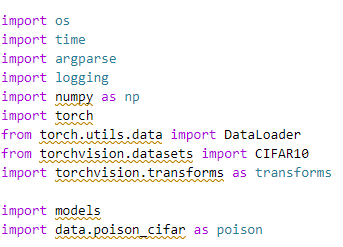 import os
import time
import argparse
import logging
import numpy as np
import torch
from torch.utils.data import DataLoader
from torchvision.datasets import CIFAR10
import torchvision.transforms as transforms
import models
import data.poison_cifar as poison